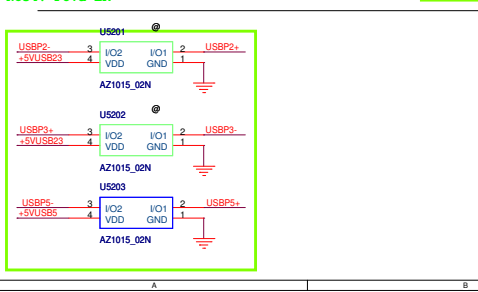 U5201 @
USBP2- 3 I/O2 I/O1 2 USBP2+
+5VUSB23 4 VDD GND 1
AZ1015_02N
U5202 @
USBP3+ 3 I/O2 I/O1 2 USBP3-
+5VUSB23 4 VDD GND 1
AZ1015_02N
U5203
USBP5- 3 I/O2 I/O1 2 USBP5+
+5VUSB5 4 VDD GND 1
AZ1015_02N
A B